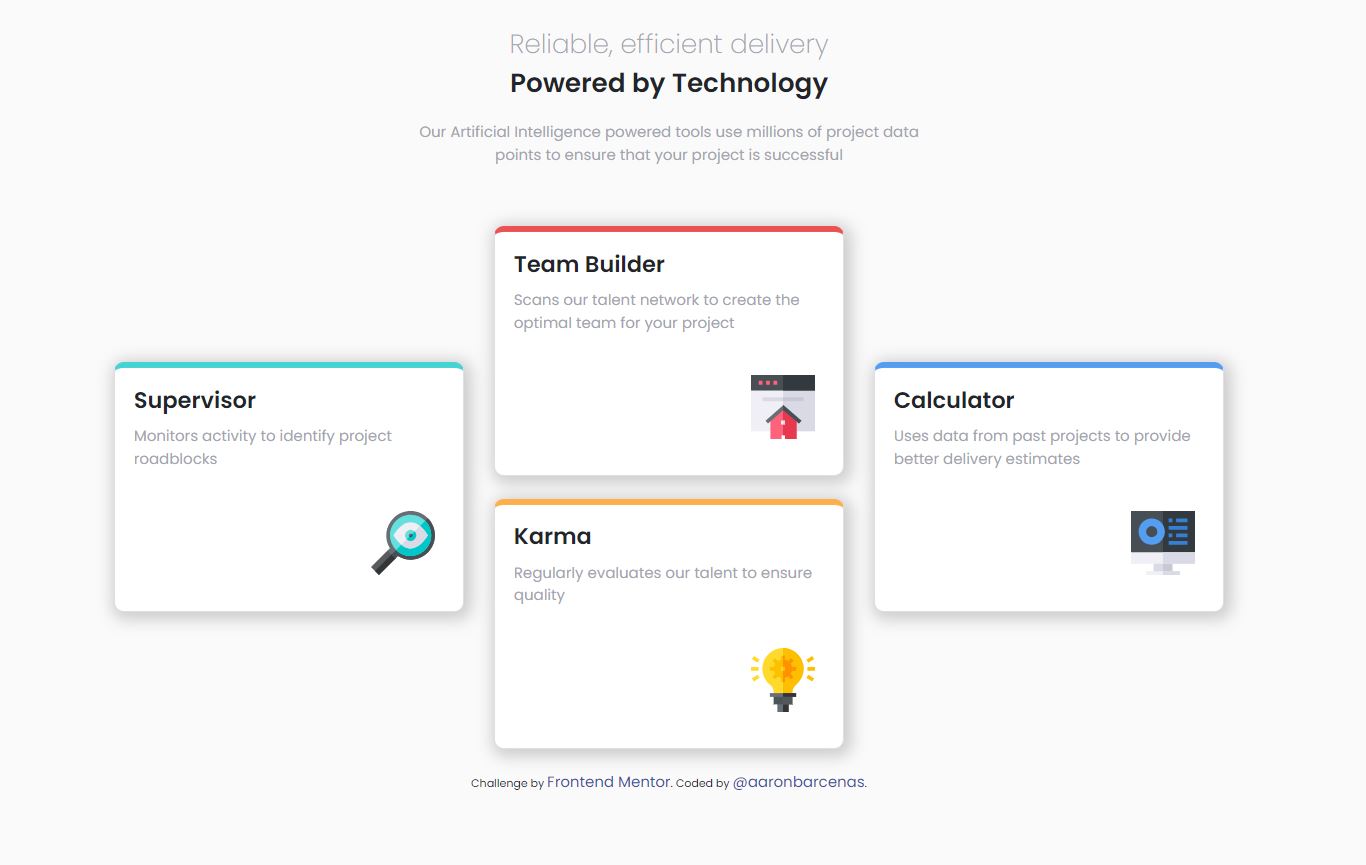 Reliable, efficient delivery
Powered by Technology
Our Artificial Intelligence powered tools use millions of project data
points to ensure that your project is successful
Supervisor
Monitors activity to identify project
roadblocks
Team Builder
Scans our talent network to create the
optimal team for your project
Karma
Regularly evaluates our talent to ensure
quality
Calculator
Uses data from past projects to provide
better delivery estimates
Challenge by Frontend Mentor. Coded by @aaronbarcenas.